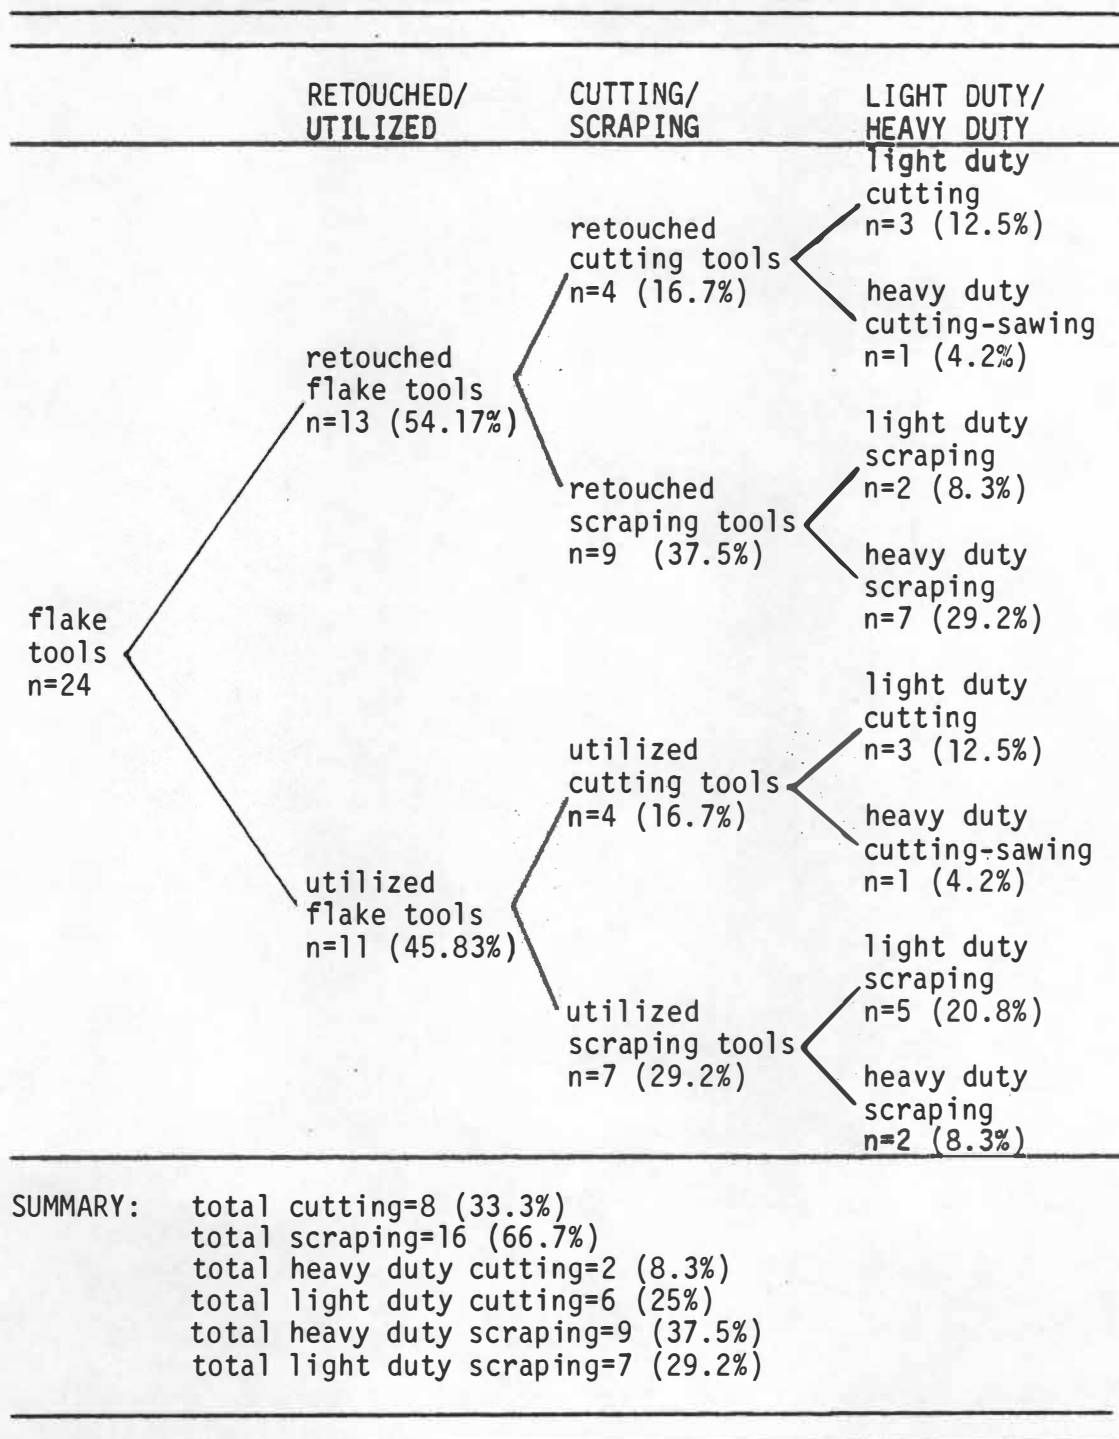 RETOUCHED/
UTILIZED
CUTTING/
SCRAPING
LIGHT DUTY/
HEAVY DUTY
flake
tools
n=24
retouched
flake tools
n=13 (54.17%)
retouched
cutting tools
n=4 (16.7%)
light duty
cutting
n=3 (12.5%)
heavy duty
cutting-sawing
n=1 (4.2%)
retouched
scraping tools
n=9 (37.5%)
light duty
scraping
n=2 (8.3%)
heavy duty
scraping
n=7 (29.2%)
utilized
flake tools
n=11 (45.83%)
utilized
cutting tools
n=4 (16.7%)
light duty
cutting
n=3 (12.5%)
heavy duty
cutting-sawing
n=1 (4.2%)
utilized
scraping tools
n=7 (29.2%)
light duty
scraping
n=5 (20.8%)
heavy duty
scraping
n=2 (8.3%)
SUMMARY: total cutting=8 (33.3%)
total scraping=16 (66.7%)
total heavy duty cutting=2 (8.3%)
total light duty cutting=6 (25%)
total heavy duty scraping=9 (37.5%)
total light duty scraping=7 (29.2%)